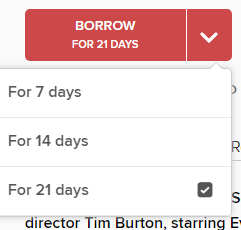 BORROW
FOR 21 DAYS
For 7 days
For 14 days
For 21 days
director Tim Burton, starring